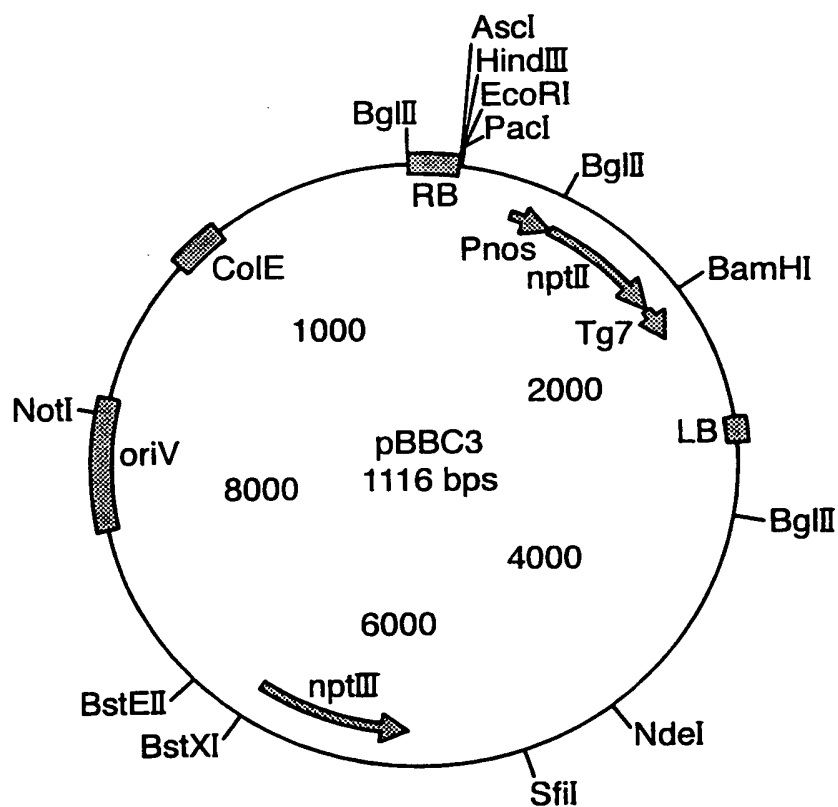 AscI
HindIII
EcoRI
PacI
BglII
RB
BglII
Pnos
nptII
Tg7
BamHI
ColE
1000
2000
LB
NotI
oriV
pBBC3
1116 bps
8000
BglII
4000
6000
nptIII
BstEII
BstXI
NdeI
SfiI